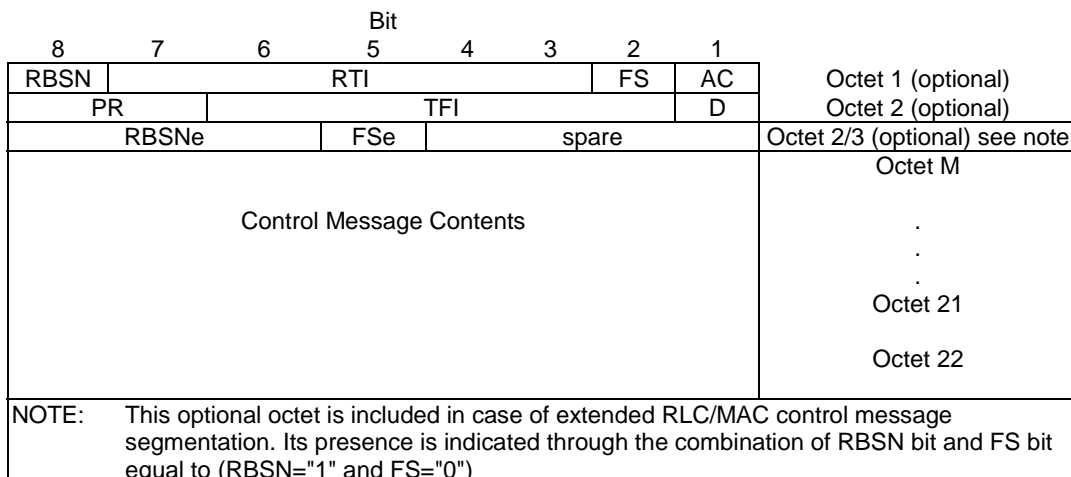 Bit
8 7 6 5 4 3 2 1
RBSN RTI FS AC Octet 1 (optional)
PR TFI D Octet 2 (optional)
RBSNe FSe spare Octet 2/3 (optional) see note
Octet M
Control Message Contents .
.
.
Octet 21
Octet 22
NOTE: This optional octet is included in case of extended RLC/MAC control message
segmentation. Its presence is indicated through the combination of RBSN bit and FS bit
equal to (RBSN="1" and FS="0")